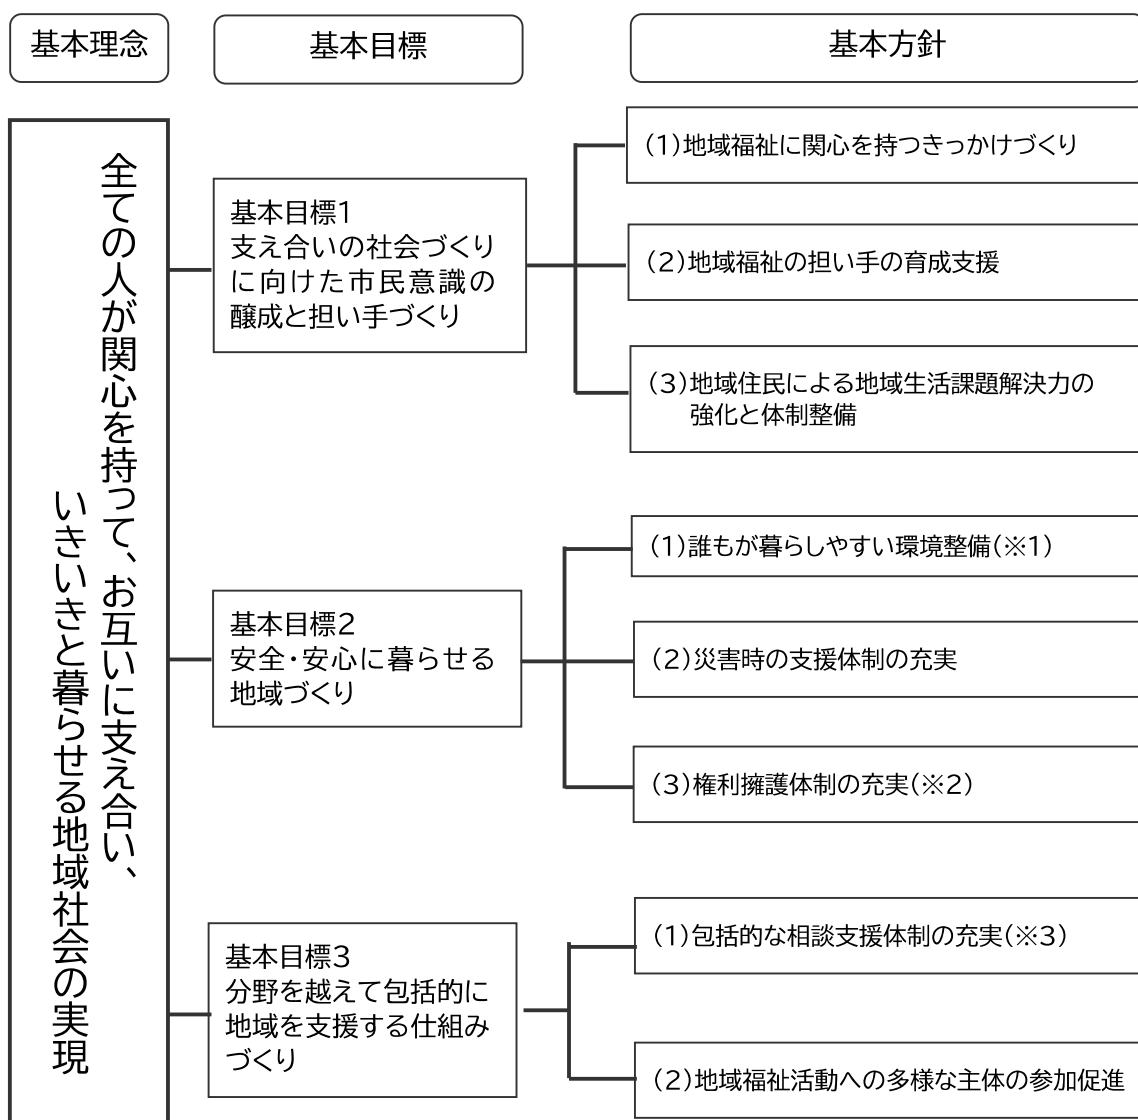 基本理念
基本目標
基本方針
全ての人が関心を持って、お互いに支え合い、
いきいきと暮らせる地域社会の実現
基本目標1
支え合いの社会づくり
に向けた市民意識の
醸成と担い手づくり
(1)地域福祉に関心を持つきっかけづくり
(2)地域福祉の担い手の育成支援
(3)地域住民による地域生活課題解決力の
強化と体制整備
基本目標2
安全・安心に暮らせる
地域づくり
(1)誰もが暮らしやすい環境整備(※1)
(2)災害時の支援体制の充実
(3)権利擁護体制の充実(※2)
基本目標3
分野を越えて包括的に
地域を支援する仕組み
づくり
(1)包括的な相談支援体制の充実(※3)
(2)地域福祉活動への多様な主体の参加促進